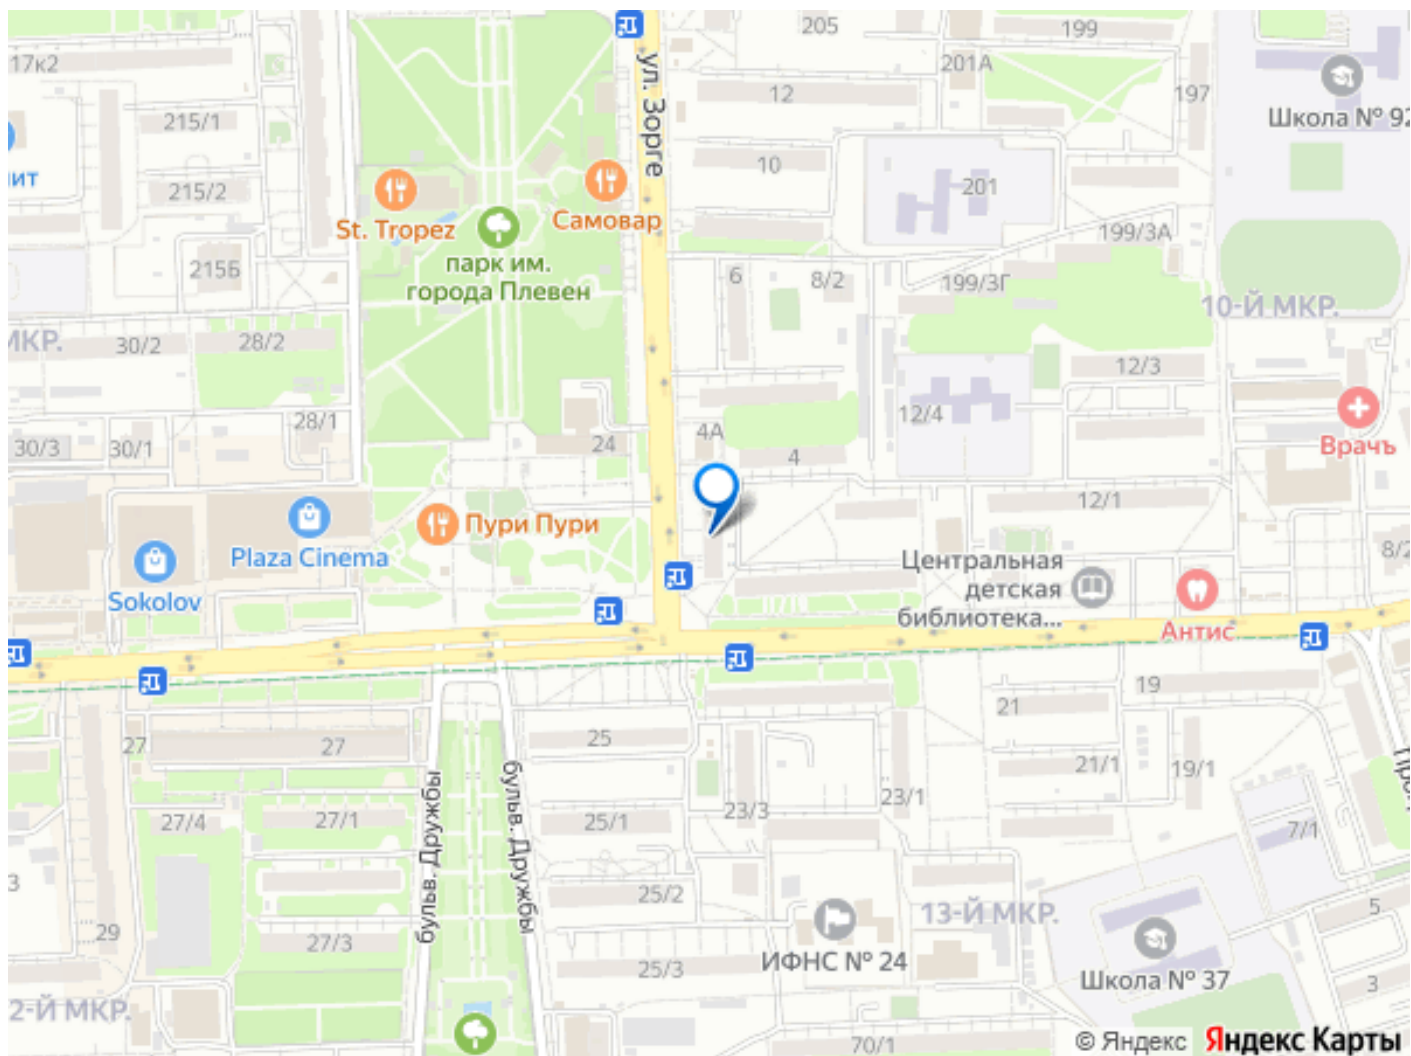 205
199
17к2
ул. Зорге
201А
12
197
Школа № 92
215/1
10
нит
215/2
St. Tropez
Самовар
201
парк им.
города Плевен
199/3А
215Б
6
8/2
199/3Г
10-Й МКР.
МКР.
30/2
28/2
12/3
28/1
12/4
30/3
30/1
24
4А
4
Врачъ
12/1
Plaza Cinema
Пури Пури
8/2
Sokolov
Центральная
детская
библиотека...
Антис
19
21
27
27
25
21/1
19/1
бульв. Дружбы
бульв. Дружбы
27/4
27/1
25/1
23/3
23/1
7/1
3
25/2
29
27/3
13-Й МКР.
5
25/3
ИФНС № 24
Школа № 37
3
2-Й МКР.
70/1
© Яндекс
Яндекс Карты